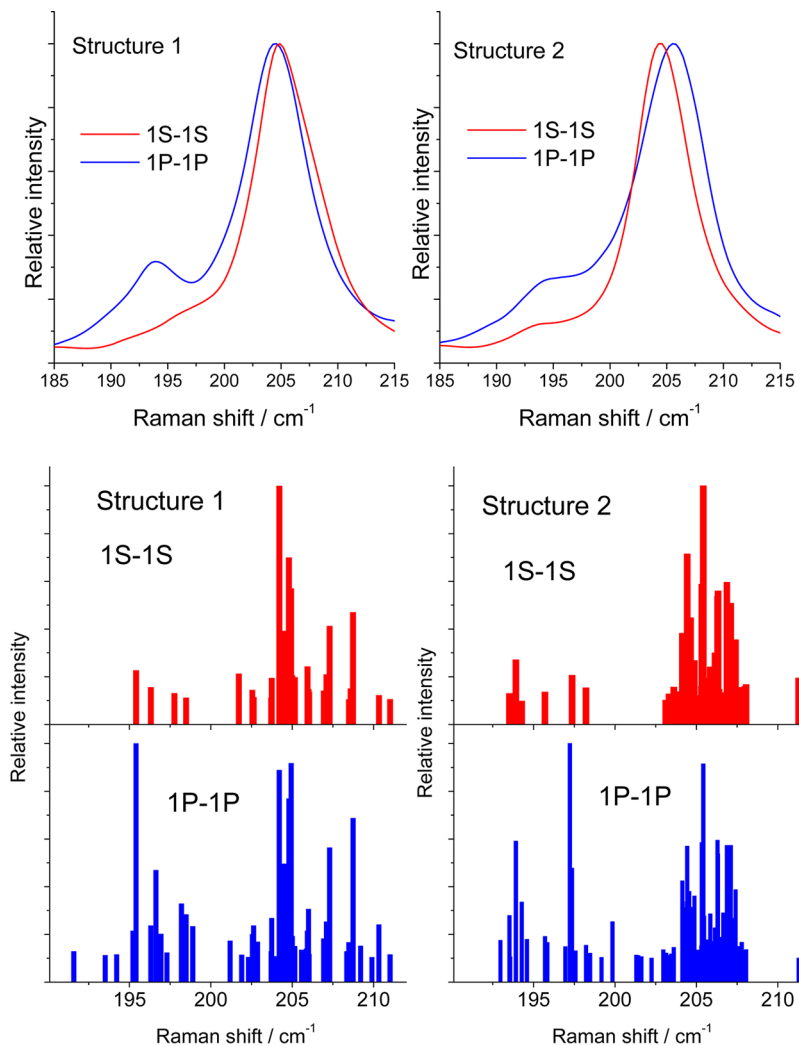 Structure 1
1S-1S
1P-1P
Relative intensity
185 190 195 200 205 210 215
Raman shift / cm-1
Structure 2
1S-1S
1P-1P
Relative intensity
185 190 195 200 205 210 215
Raman shift / cm-1
Structure 1
1S-1S
1P-1P
Relative intensity
195 200 205 210
Raman shift / cm-1
Structure 2
1S-1S
1P-1P
Relative intensity
195 200 205 210
Raman shift / cm-1